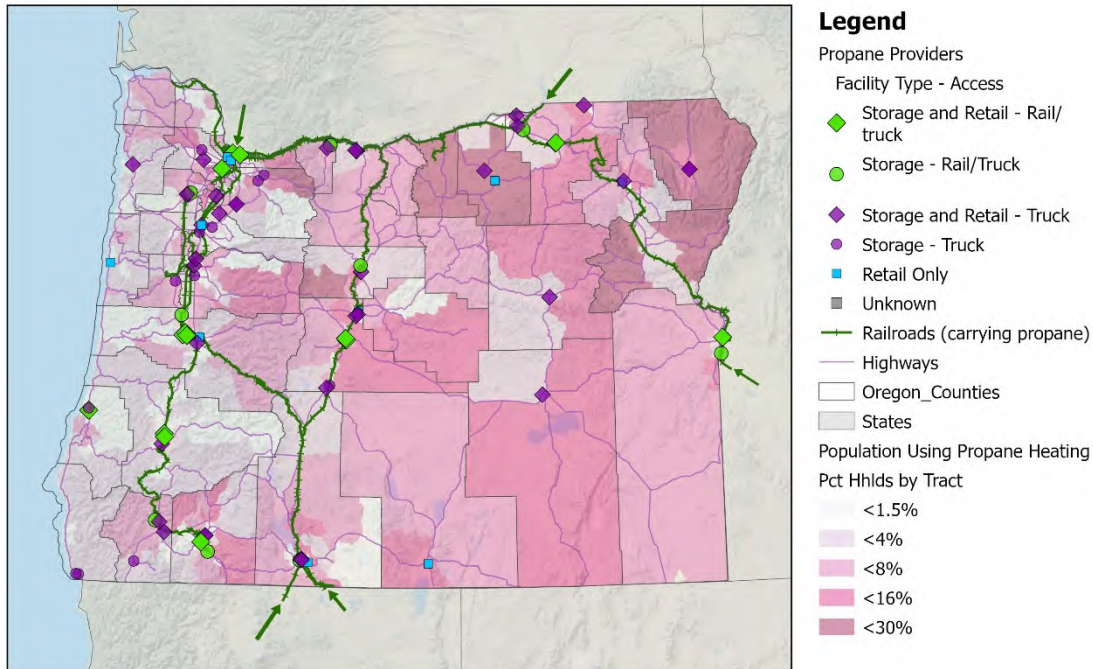 Legend
Propane Providers
Facility Type - Access
Storage and Retail - Rail/
truck
Storage - Rail/Truck
Storage and Retail - Truck
Storage - Truck
Retail Only
Unknown
Railroads (carrying propane)
Highways
Oregon_Counties
States
Population Using Propane Heating
Pct Hhlds by Tract
<1.5%
<4%
<8%
<16%
<30%